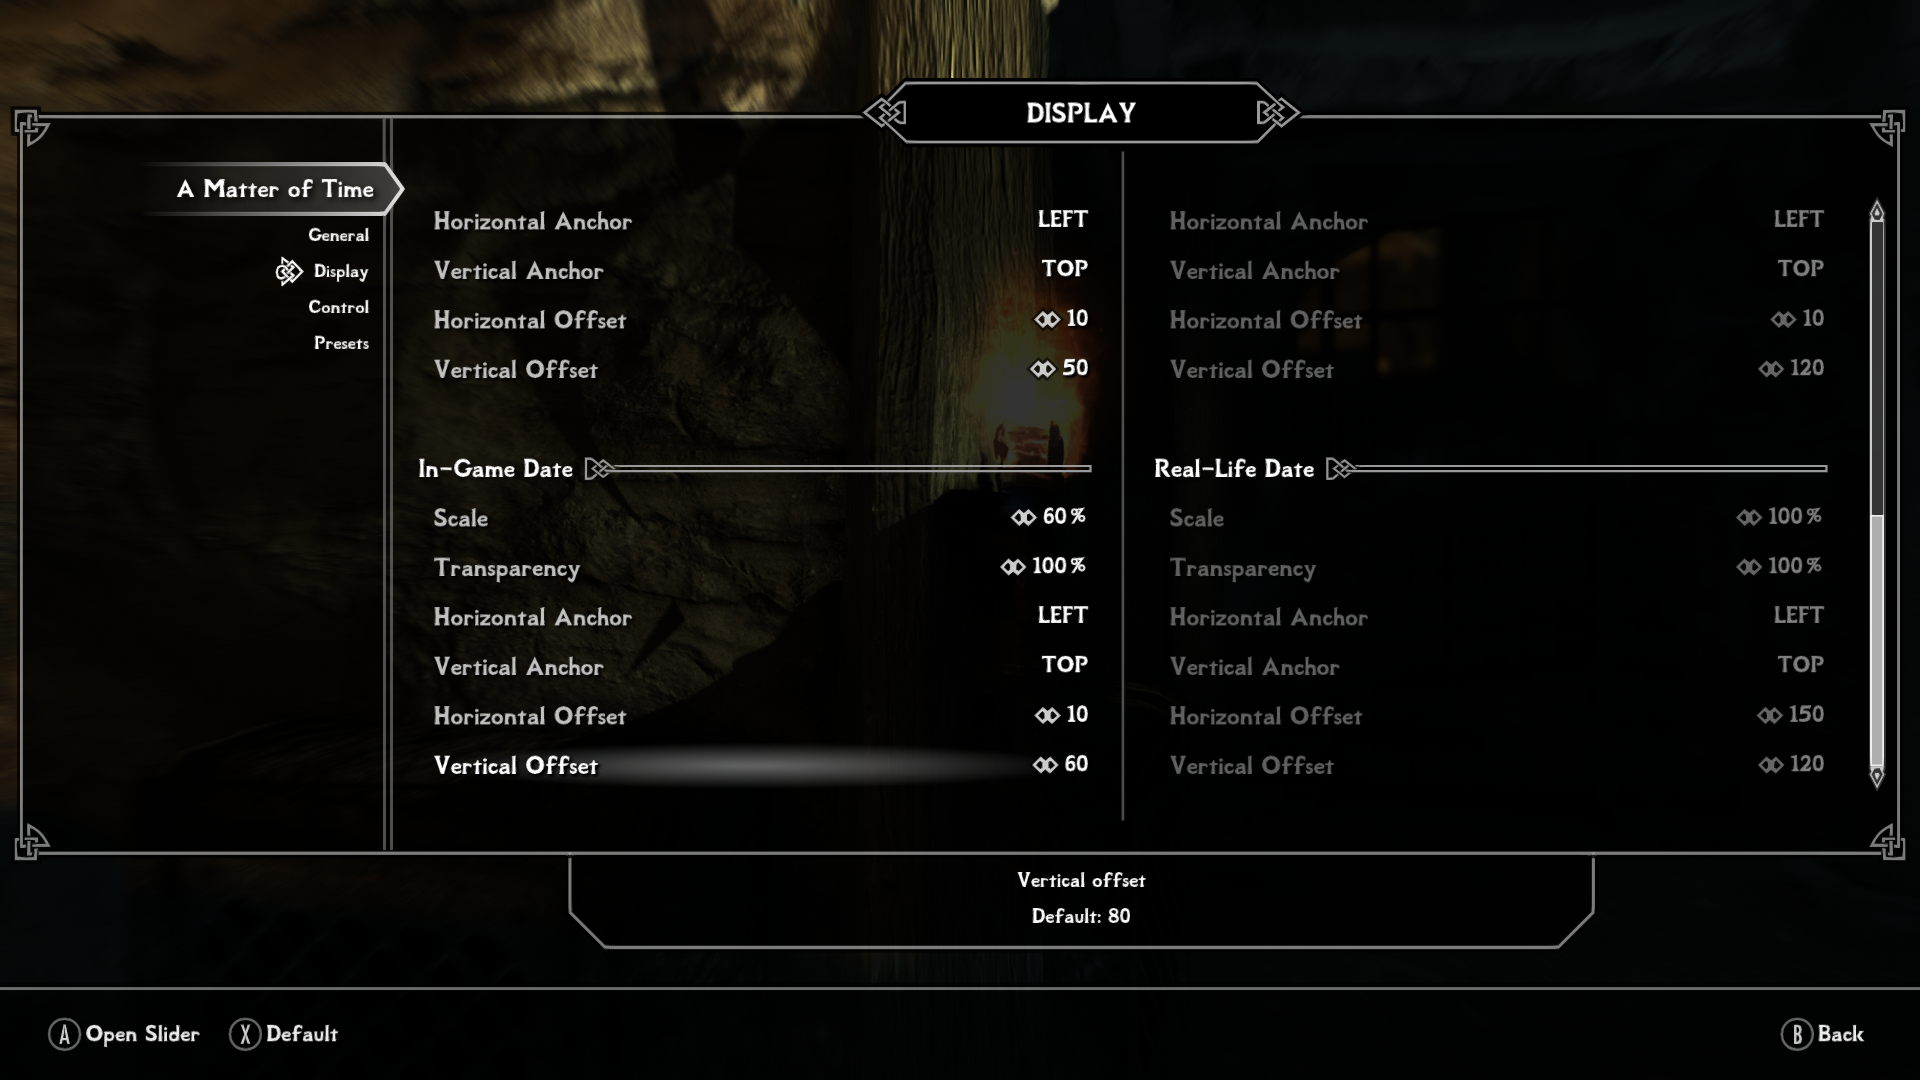 DISPLAY
A Matter of Time
General
Display
Control
Presets
Horizontal Anchor LEFT
Vertical Anchor TOP
Horizontal Offset 10
Vertical Offset 50
In-Game Date
Scale 60%
Transparency 100%
Horizontal Anchor LEFT
Vertical Anchor TOP
Horizontal Offset 10
Vertical Offset 60
Horizontal Anchor LEFT
Vertical Anchor TOP
Horizontal Offset 10
Vertical Offset 120
Real-Life Date
Scale 100%
Transparency 100%
Horizontal Anchor LEFT
Vertical Anchor TOP
Horizontal Offset 150
Vertical Offset 120
Vertical offset
Default: 80
A Open Slider X Default B Back